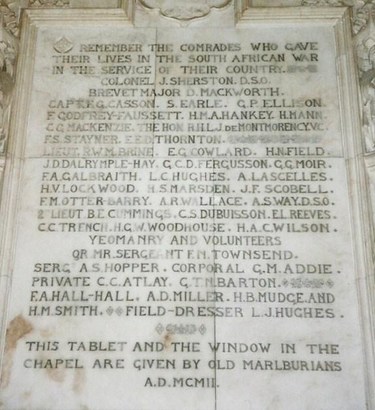 REMEMBER THE COMRADES WHO GAVE
THEIR LIVES IN THE SOUTH AFRICAN WAR
IN THE SERVICE OF THEIR COUNTRY.
COLONEL J. SHERSTON. D.S.O.
BREVET MAJOR D. MACKWORTH.
CAPT. F.G. CASSON. S. EARLE. G.P. ELLISON.
F. GODFREY-FAUSSETT. H.M.A. HANKEY. H. MANN.
C.G. MACKENZIE. THE HON. R.H.L.J. DE MONTMORENCY. V.C.
F.S. STAYNER. E.E.D. THORNTON.
LIEUT. R.W.M. BRINE. E.G. COWLARD. H.N. FIELD.
J.D. DALRYMPLE-HAY. G.C.D. FERGUSSON. G.G. MOIR.
F.A. GALBRAITH. L.C. HUGHES. A. LASCELLES.
H.V. LOCKWOOD. H.S. MARSDEN. J.F. SCOBELL.
F.M. OTTER-BARRY. A.R. WALLACE. A.S. WAY. D.S.O.
2ND LIEUT. B.E. CUMMINGS. C.S. DUBUISSON. E.L. REEVES.
C.C. TRENCH. H.G.W. WOODHOUSE. H.A.C. WILSON.
YEOMANRY AND VOLUNTEERS
QR MR. SERGEANT F.M. TOWNSEND.
SERGT A.S. HOPPER. CORPORAL G.M. ADDIE.
PRIVATE C.C. ATLAY. G.T.N. BARTON.
F.A. HALL-HALL. A.D. MILLER. H.B. MUDGE. AND
H.M. SMITH. FIELD-DRESSER L.J. HUGHES.
THIS TABLET AND THE WINDOW IN THE
CHAPEL ARE GIVEN BY OLD MARLBURIANS
A.D. MCMII.